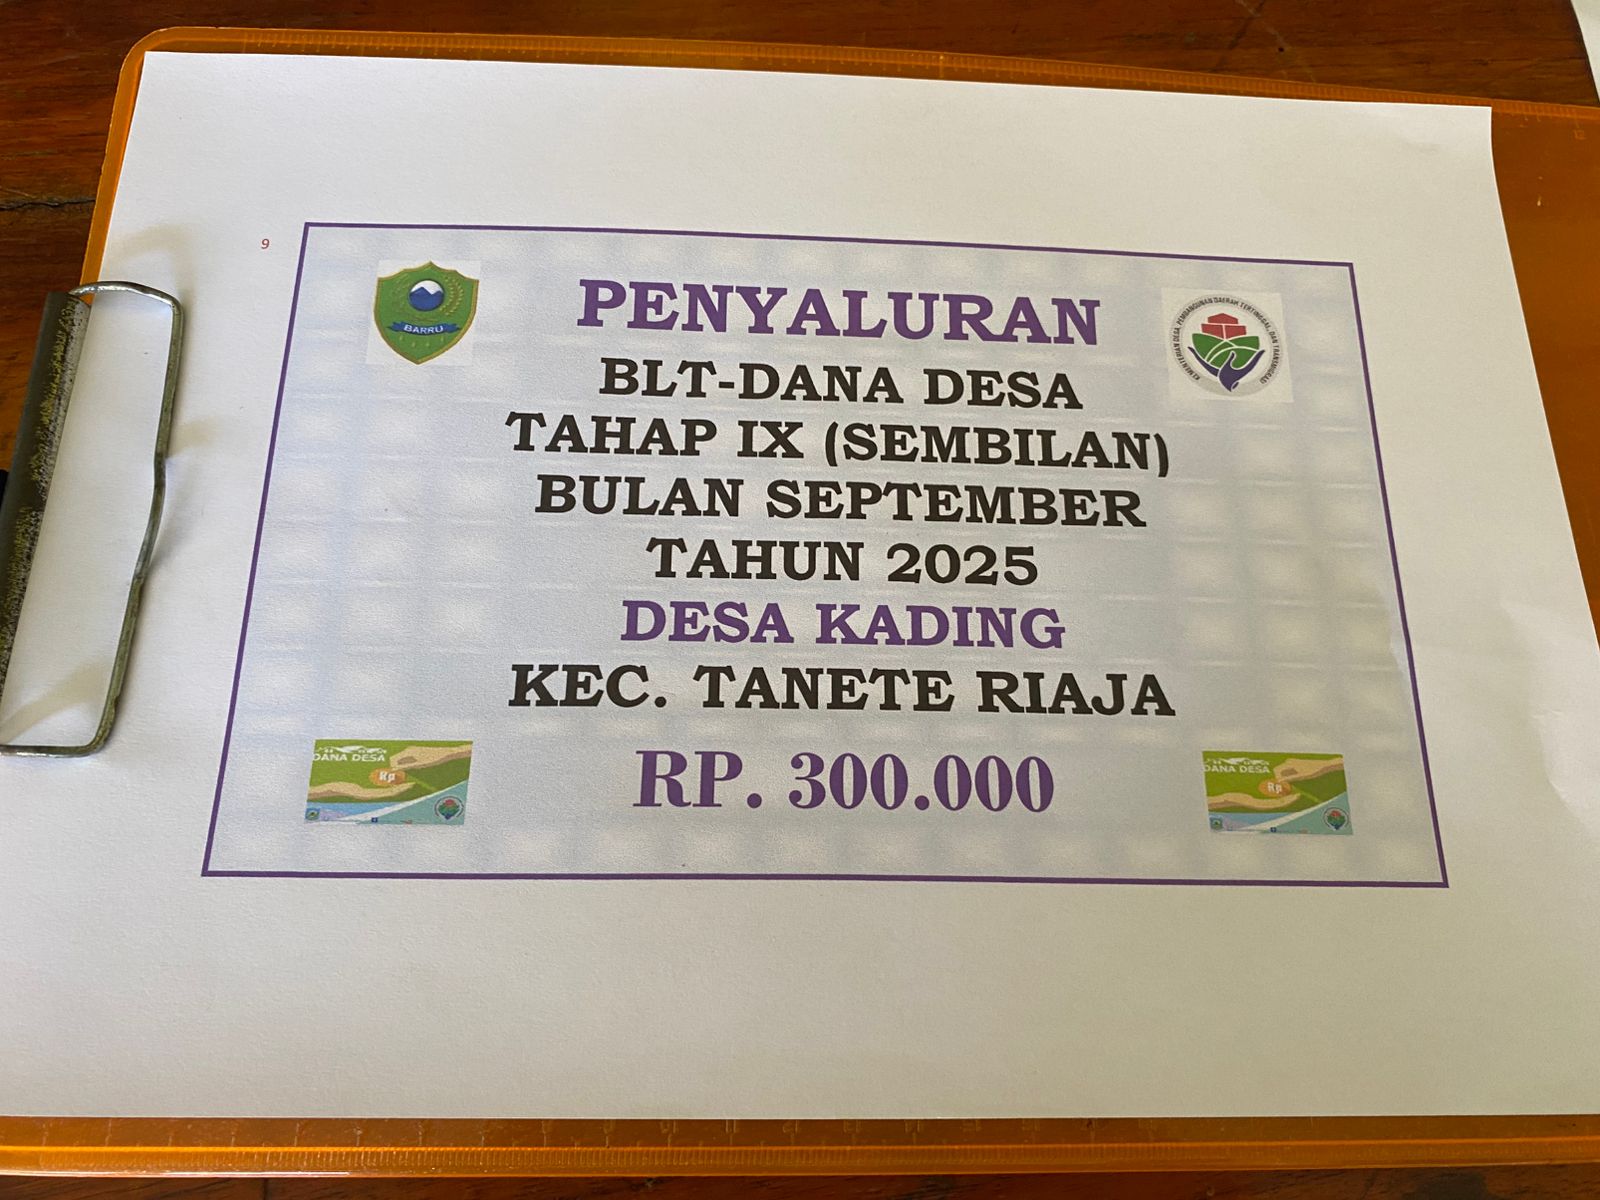 9
BARRU
KEMENTERIAN DESA, PEMBANGUNAN DAERAH TERTINGGAL, DAN TRANSMIGRASI
PENYALURAN
BLT-DANA DESA
TAHAP IX (SEMBILAN)
BULAN SEPTEMBER
TAHUN 2025
DESA KADING
KEC. TANETE RIAJA
RP. 300.000
DANA DESA
Rp
DANA DESA
Rp